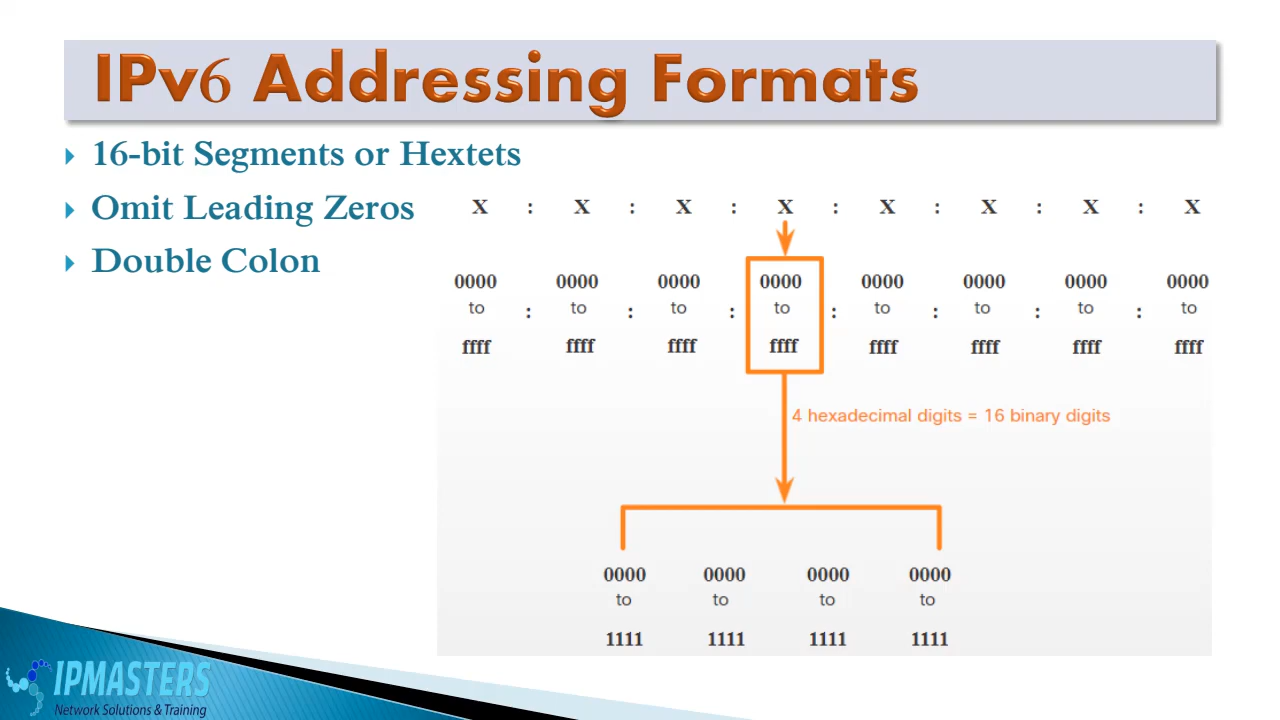 IPv6 Addressing Formats
16-bit Segments or Hextets
Omit Leading Zeros
Double Colon
X : X : X : X : X : X : X : X
0000 0000 0000 0000 0000 0000 0000 0000
to : to : to : to : to : to : to : to
ffff ffff ffff ffff ffff ffff ffff ffff
4 hexadecimal digits = 16 binary digits
0000 0000 0000 0000
to to to to
1111 1111 1111 1111
IPMASTERS
Network Solutions & Training